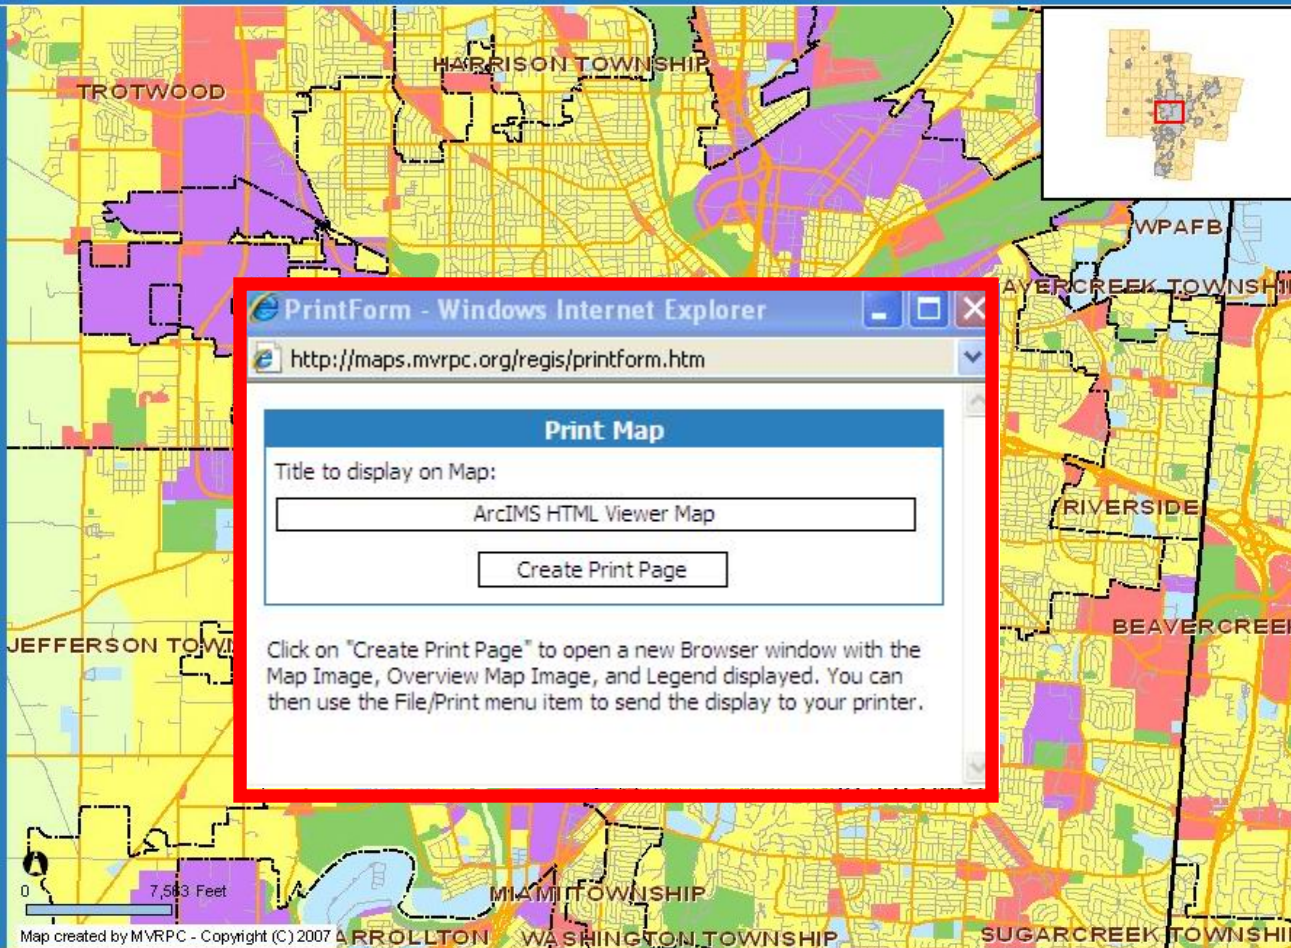 HARRISON TOWNSHIP
TROTWOOD
WPAFB
AVERCREEK TOWNSHI
PrintForm - Windows Internet Explorer
http://maps.mvrpc.org/regis/printform.htm
Print Map
Title to display on Map:
ArcIMS HTML Viewer Map
Create Print Page
RIVERSIDE
Click on "Create Print Page" to open a new Browser window with the
Map Image, Overview Map Image, and Legend displayed. You can
then use the File/Print menu item to send the display to your printer.
JEFFERSON TOWN
BEAVERCREE
0 7,563 Feet
MIAMI TOWNSHIP
Map created by MVRPC - Copyright (C) 2007
ARROLLTON
WASHINGTON TOWNSHIP
SUGARCREEK TOWNSHI